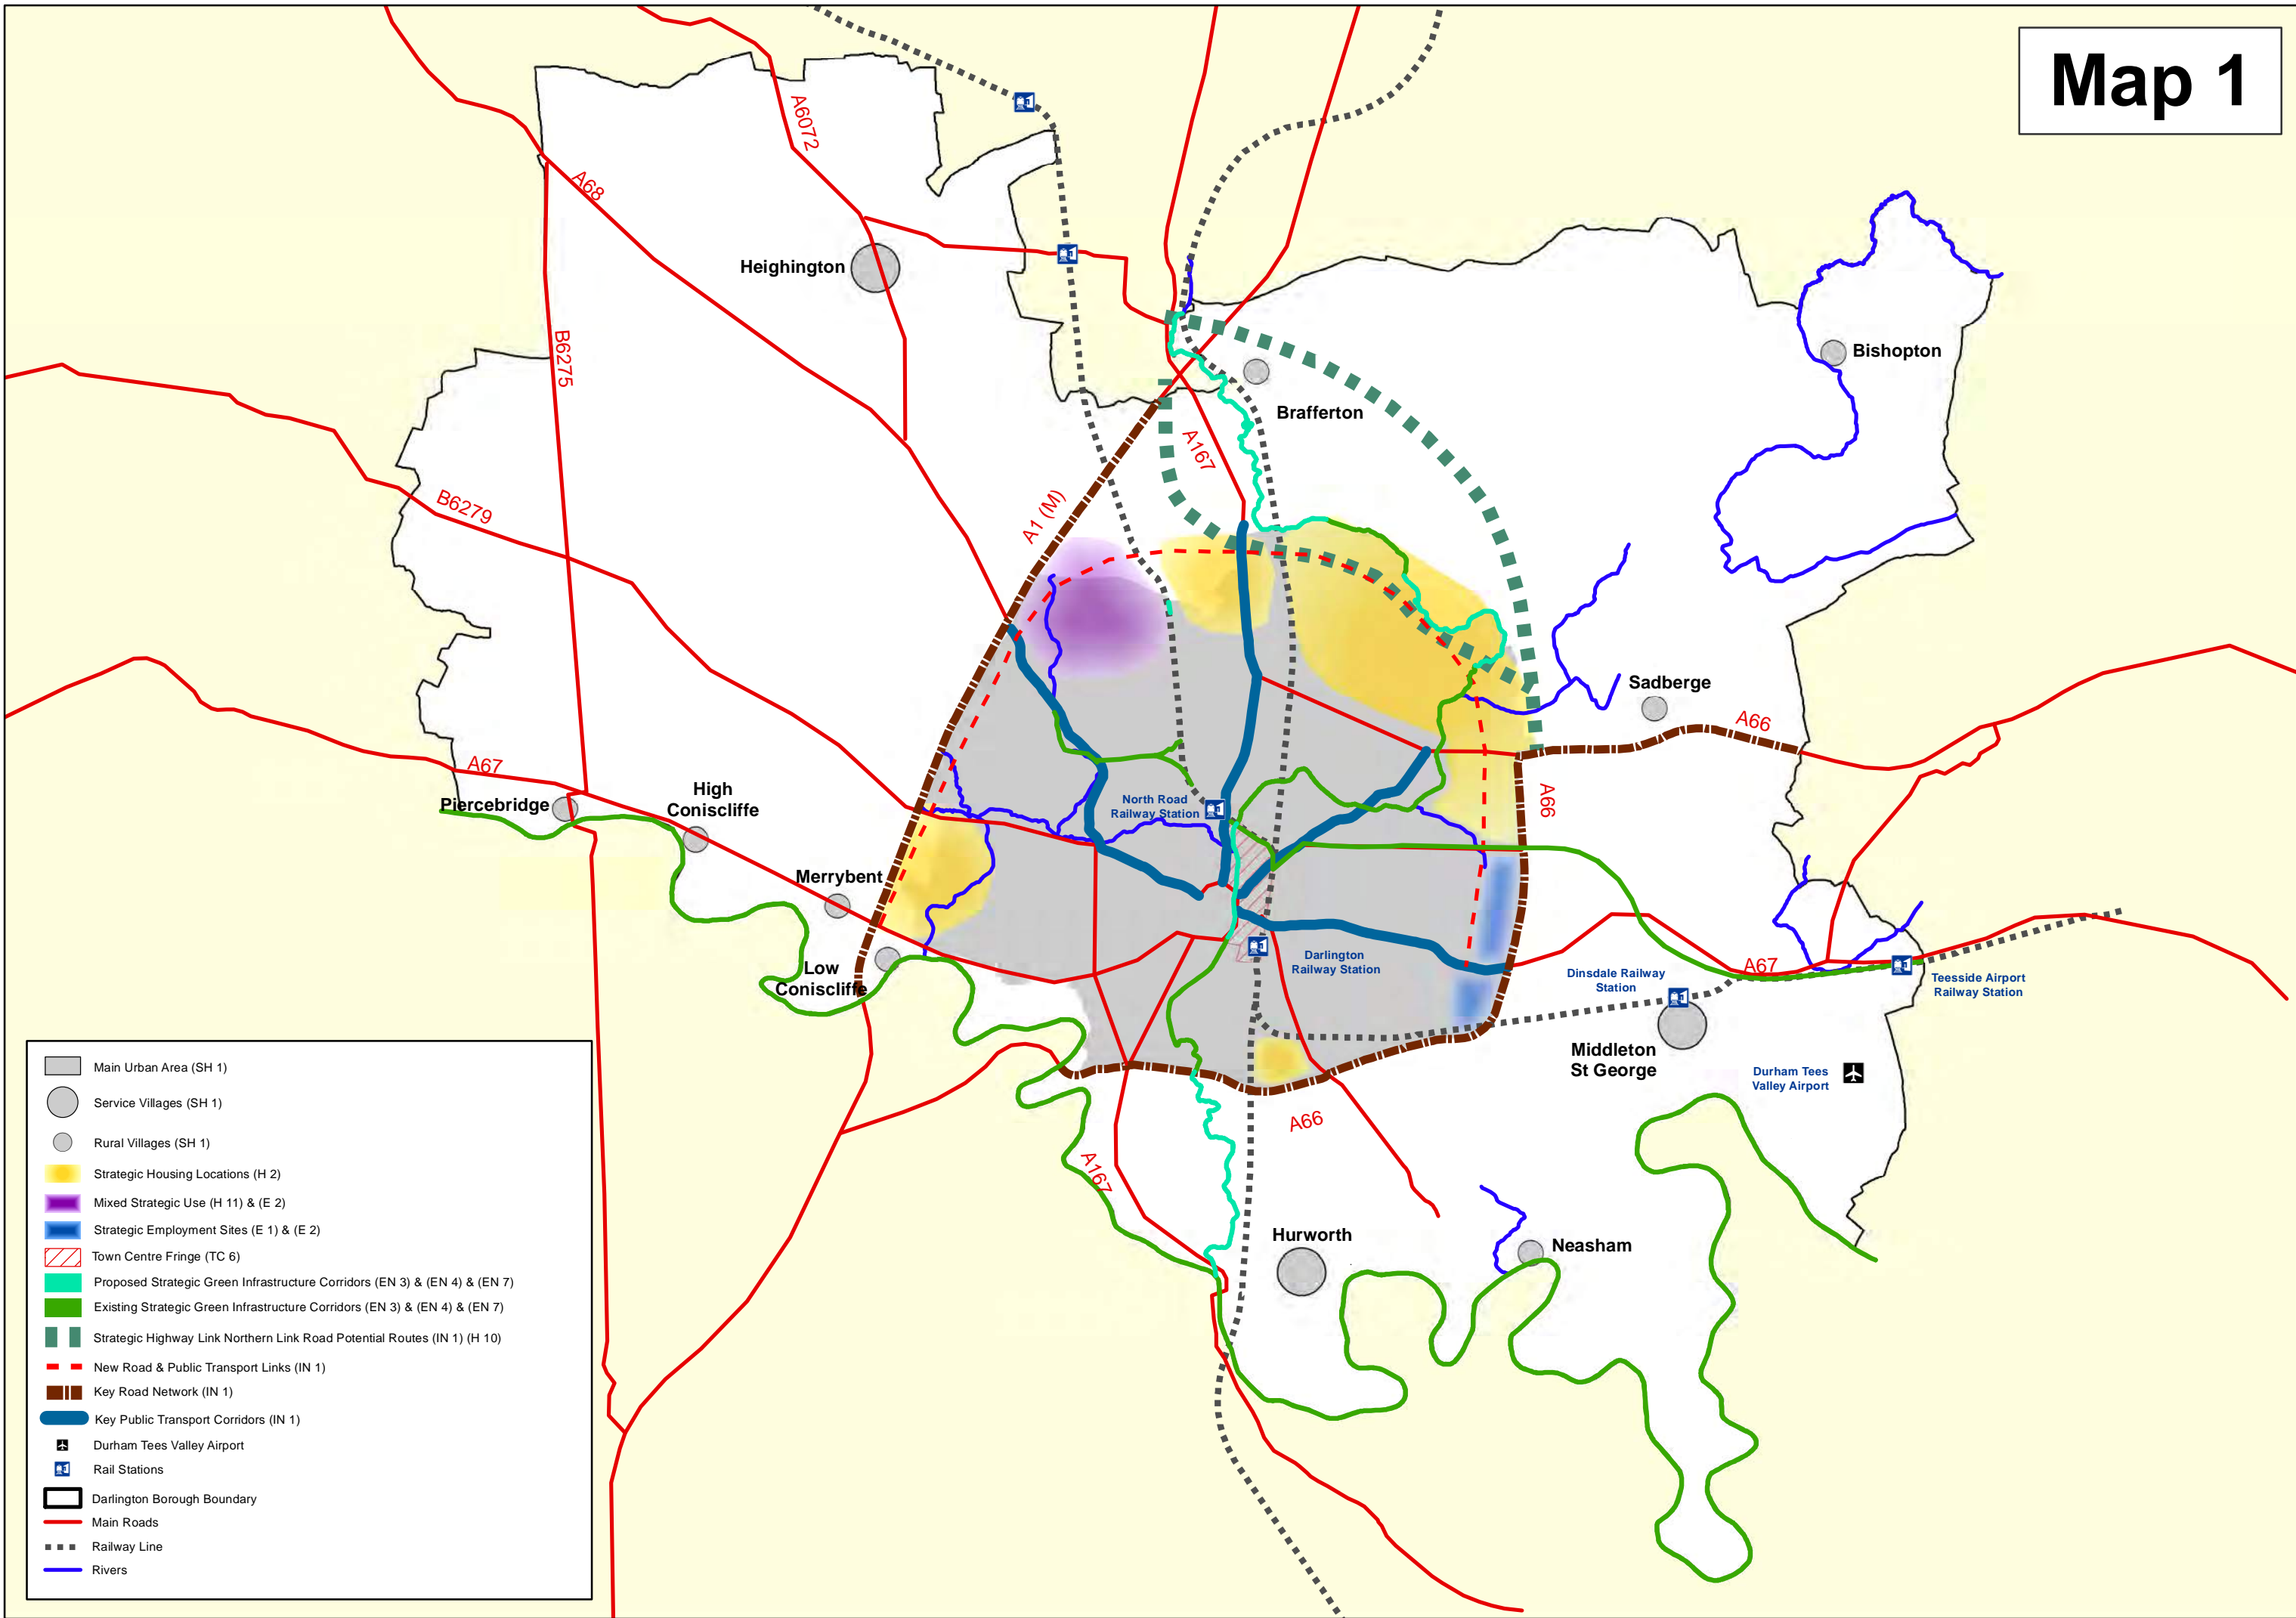 Map 1
A6072
A68
Heighington
B6275
Bishopton
Brafferton
A167
B6279
A1 (M)
Sadberge
A66
A67
High
Coniscliffe
Piercebridge
North Road
Railway Station
A66
Merrybent
Low
Coniscliffe
Darlington
Railway Station
Dinsdale Railway
Station
A67
Teesside Airport
Railway Station
Middleton
St George
Durham Tees
Valley Airport
A66
A167
Hurworth
Neasham
Main Urban Area (SH 1)
Service Villages (SH 1)
Rural Villages (SH 1)
Strategic Housing Locations (H 2)
Mixed Strategic Use (H 11) & (E 2)
Strategic Employment Sites (E 1) & (E 2)
Town Centre Fringe (TC 6)
Proposed Strategic Green Infrastructure Corridors (EN 3) & (EN 4) & (EN 7)
Existing Strategic Green Infrastructure Corridors (EN 3) & (EN 4) & (EN 7)
Strategic Highway Link Northern Link Road Potential Routes (IN 1) (H 10)
New Road & Public Transport Links (IN 1)
Key Road Network (IN 1)
Key Public Transport Corridors (IN 1)
Durham Tees Valley Airport
Rail Stations
Darlington Borough Boundary
Main Roads
Railway Line
Rivers